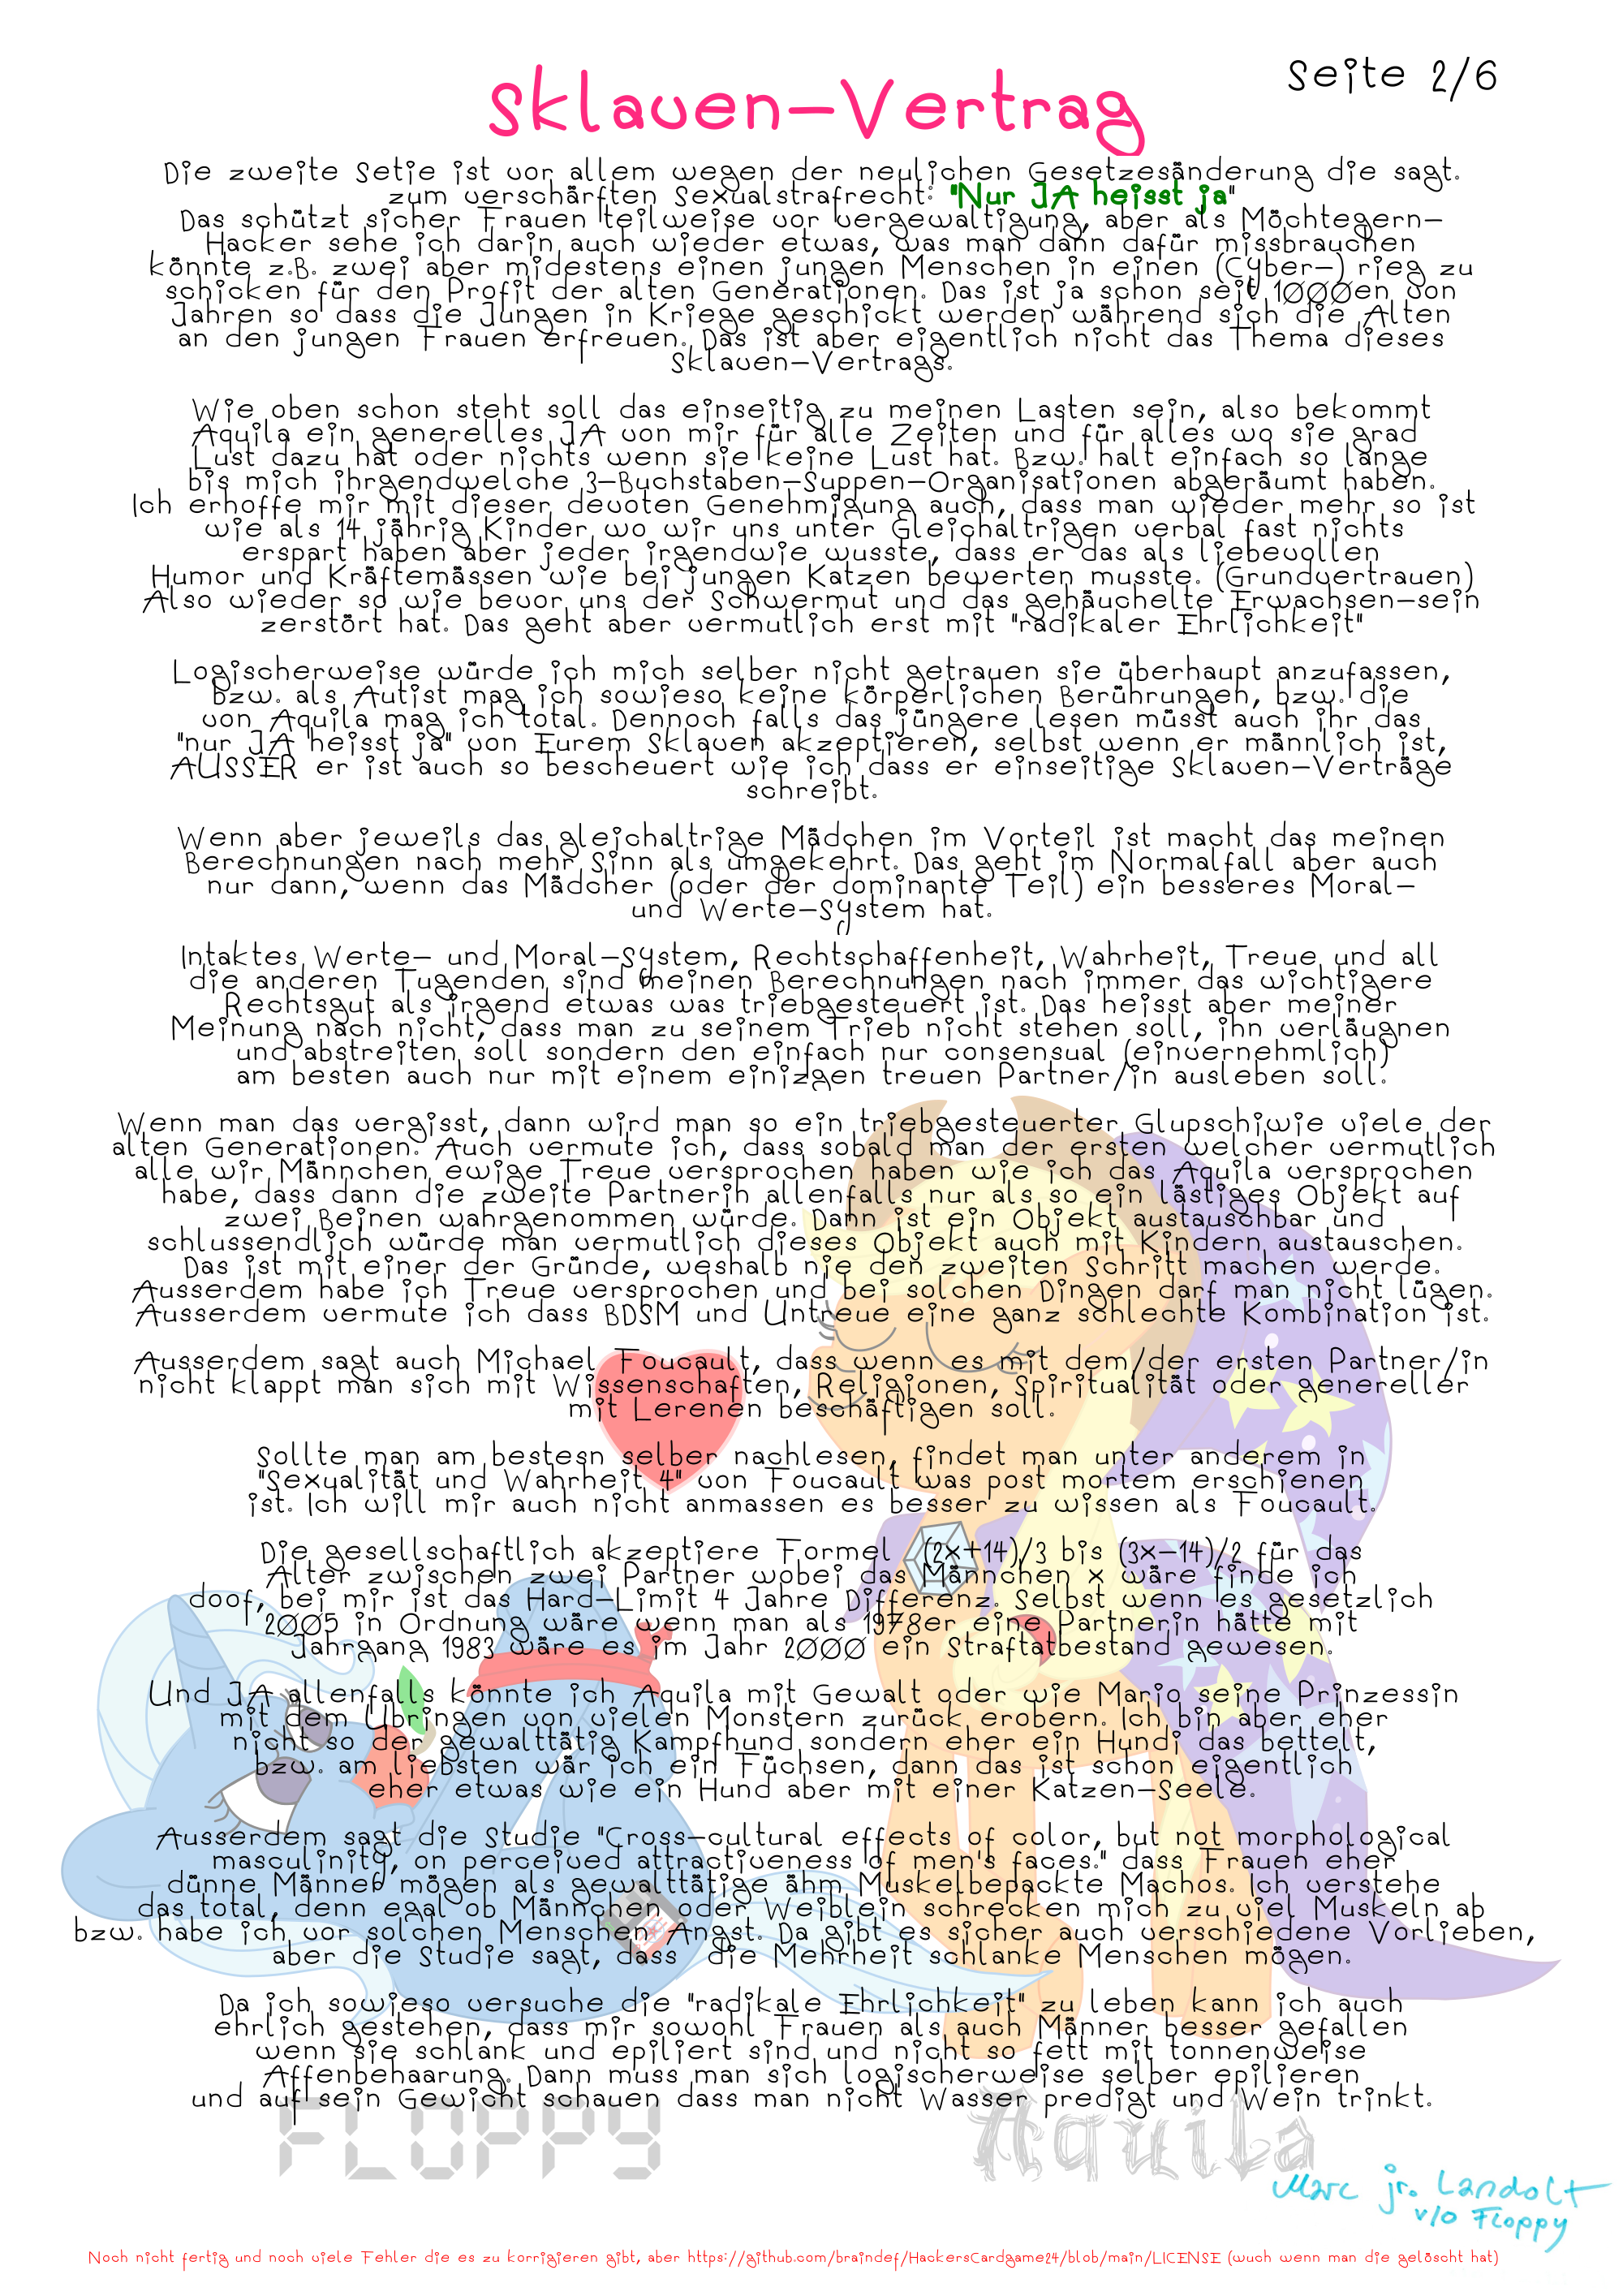 Seite 2/6
Sklaven-Vertrag
Die zweite Setie ist vor allem wegen der neulichen Gesetzesänderung die sagt.
zum verschärften Sexualstrafrecht: "Nur JA heisst ja"
Das schützt sicher Frauen teilweise vor vergewaltigung, aber als Möchtegern-
Hacker sehe ich darin auch wieder etwas, was man dann dafür missbrauchen
könnte z.B. zwei aber midestens einen jungen Menschen in einen (Cyber-) rieg zu
schicken für den Profit der alten Generationen. Das ist ja schon seit 1000en von
Jahren so dass die Jungen in Kriege geschickt werden während sich die Alten
an den jungen Frauen erfreuen. Das ist aber eigentlich nicht das Thema dieses
Sklaven-Vertrags.
Wie oben schon steht soll das einseitig zu meinen Lasten sein, also bekommt
Aquila ein generelles JA von mir für alle Zeiten und für alles wo sie grad
Lust dazu hat oder nichts wenn sie keine Lust hat. Bzw. halt einfach so lange
bis mich ihrgendwelche 3-Buchstaben-Suppen-Organisationen abgeräumt haben.
Ich erhoffe mir mit dieser devoten Genehmigung auch, dass man wieder mehr so ist
wie als 14 jährig Kinder wo wir uns unter Gleichaltrigen verbal fast nichts
erspart haben aber jeder irgendwie wusste, dass er das als liebevollen
Humor und Kräftemässen wie bei jungen Katzen bewerten musste. (Grundvertrauen)
Also wieder so wie bevor uns der Schwermut und das gehäuchelte Erwachsen-sein
zerstört hat. Das geht aber vermutlich erst mit "radikaler Ehrlichkeit"
Logischerweise würde ich mich selber nicht getrauen sie überhaupt anzufassen,
bzw. als Autist mag ich sowieso keine körperlichen Berührungen, bzw. die
von Aquila mag ich total. Dennoch falls das jüngere lesen müsst auch ihr das
"nur JA heisst ja" von Eurem Sklaven akzeptieren, selbst wenn er männlich ist,
AUSSER er ist auch so bescheuert wie ich dass er einseitige Sklaven-Verträge
schreibt.
Wenn aber jeweils das gleichaltrige Mädchen im Vorteil ist macht das meinen
Berechnungen nach mehr Sinn als umgekehrt. Das geht im Normalfall aber auch
nur dann, wenn das Mädcher (oder der dominante Teil) ein besseres Moral-
und Werte-System hat.
Intaktes Werte- und Moral-System, Rechtschaffenheit, Wahrheit, Treue und all
die anderen Tugenden sind meinen Berechnungen nach immer das wichtigere
Rechtsgut als irgend etwas was triebgesteuert ist. Das heisst aber meiner
Meinung nach nicht, dass man zu seinem Trieb nicht stehen soll, ihn verläugnen
und abstreiten soll sondern den einfach nur consensual (einvernehmlich)
am besten auch nur mit einem einizgen treuen Partner/in ausleben soll.
Wenn man das vergisst, dann wird man so ein triebgesteuerter Glupschiwie viele der
alten Generationen. Auch vermute ich, dass sobald man der ersten welcher vermutlich
alle wir Männchen ewige Treue versprochen haben wie ich das Aquila versprochen
habe, dass dann die zweite Partnerin allenfalls nur als so ein lästiges Objekt auf
zwei Beinen wahrgenommen würde. Dann ist ein Objekt austauschbar und
schlussendlich würde man vermutlich dieses Objekt auch mit Kindern austauschen.
Das ist mit einer der Gründe, weshalb nie den zweiten Schritt machen werde.
Ausserdem habe ich Treue versprochen und bei solchen Dingen darf man nicht lügen.
Ausserdem vermute ich dass BDSM und Untreue eine ganz schlechte Kombination ist.
Ausserdem sagt auch Michael Foucault, dass wenn es mit dem/der ersten Partner/in
nicht klappt man sich mit Wissenschaften, Religionen, Spiritualität oder genereller
mit Lerenen beschäftigen soll.
Sollte man am bestesn selber nachlesen, findet man unter anderem in
"Sexualität und Wahrheit 4" von Foucault was post mortem erschienen
ist. Ich will mir auch nicht anmassen es besser zu wissen als Foucault.
Die gesellschaftlich akzeptiere Formel (2x+14)/3 bis (3x-14)/2 für das
Alter zwischen zwei Partner wobei das Männchen x wäre finde ich
doof, bei mir ist das Hard-Limit 4 Jahre Differenz. Selbst wenn es gesetzlich
2005 in Ordnung wäre wenn man als 1978er eine Partnerin hätte mit
Jahrgang 1983 wäre es im Jahr 2000 ein Straftatbestand gewesen.
Und JA allenfalls könnte ich Aquila mit Gewalt oder wie Mario seine Prinzessin
mit dem Übringen von vielen Monstern zurück erobern. Ich bin aber eher
nicht so der gewalttätig Kampfhund sondern eher ein Hundi das bettelt,
bzw. am liebsten wär ich ein Füchsen, dann das ist schon eigentlich
eher etwas wie ein Hund aber mit einer Katzen-Seele.
Ausserdem sagt die Studie "Cross-cultural effects of color, but not morphological
masculinity, on perceived attractiveness of men's faces." dass Frauen eher
dünne Männer mögen als gewalttätige ähm Muskelbepackte Machos. Ich verstehe
das total, denn egal ob Männchen oder Weiblein schrecken mich zu viel Muskeln ab
bzw. habe ich vor solchen Menschen Angst. Da gibt es sicher auch verschiedene Vorlieben,
aber die Studie sagt, dass die Mehrheit schlanke Menschen mögen.
Da ich sowieso versuche die "radikale Ehrlichkeit" zu leben kann ich auch
ehrlich gestehen, dass mir sowohl Frauen als auch Männer besser gefallen
wenn sie schlank und epiliert sind und nicht so fett mit tonnenweise
Affenbehaarung. Dann muss man sich logischerweise selber epilieren
und auf sein Gewicht schauen dass man nicht Wasser predigt und Wein trinkt.
FLOPPY Aquila
Marc jr. Landolt
v/o Floppy
Noch nicht fertig und noch viele Fehler die es zu korrigieren gibt, aber https://github.com/braindef/HackersCardgame24/blob/main/LICENSE (wuch wenn man die gelöscht hat)